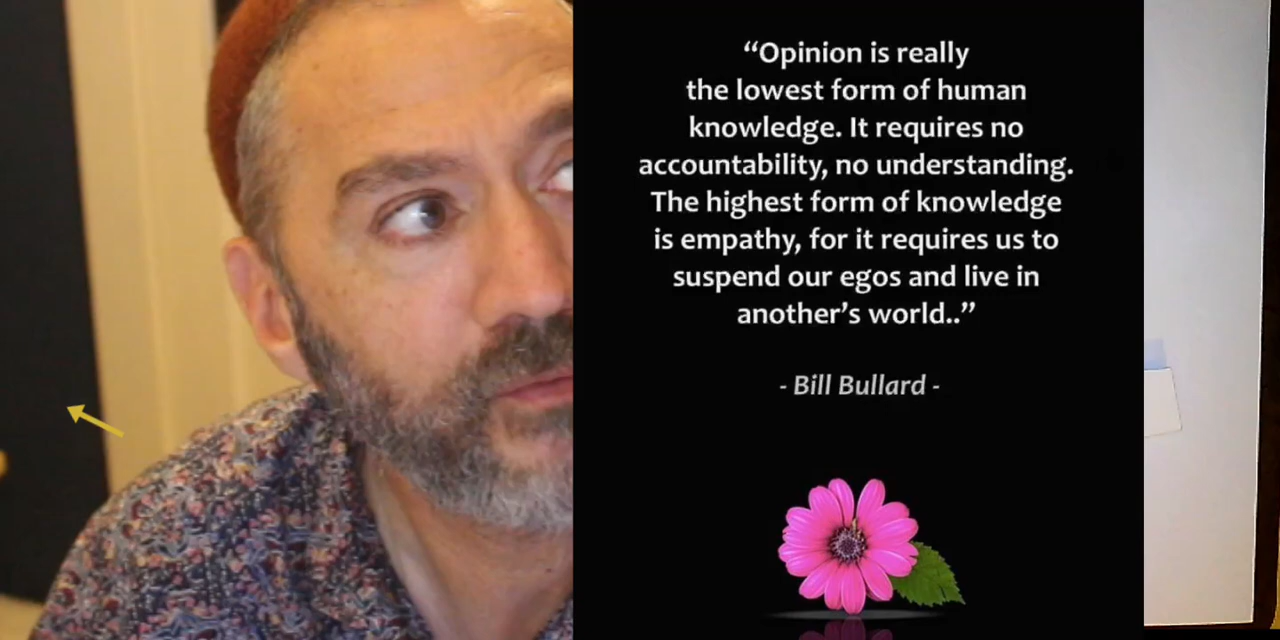 “Opinion is really
the lowest form of human
knowledge. It requires no
accountability, no understanding.
The highest form of knowledge
is empathy, for it requires us to
suspend our egos and live in
another’s world..”
- Bill Bullard -